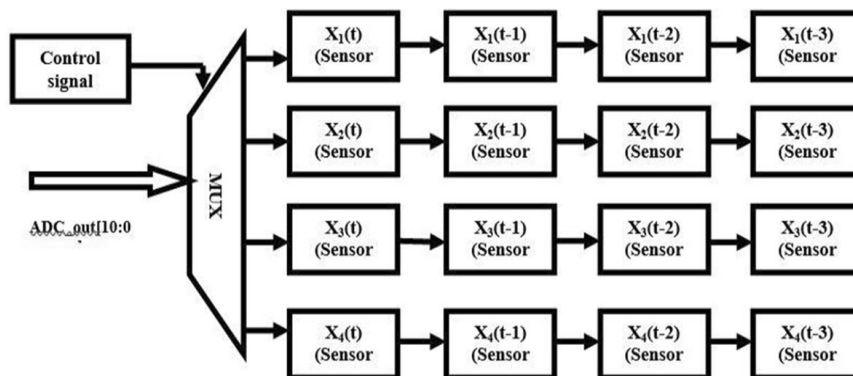 Control
signal
ADC_out[10:0
MUX
X₁(t)
(Sensor
X₁(t-1)
(Sensor
X₁(t-2)
(Sensor
X₁(t-3)
(Sensor
X₂(t)
(Sensor
X₂(t-1)
(Sensor
X₂(t-2)
(Sensor
X₂(t-3)
(Sensor
X₃(t)
(Sensor
X₃(t-1)
(Sensor
X₃(t-2)
(Sensor
X₃(t-3)
(Sensor
X₄(t)
(Sensor
X₄(t-1)
(Sensor
X₄(t-2)
(Sensor
X₄(t-3)
(Sensor